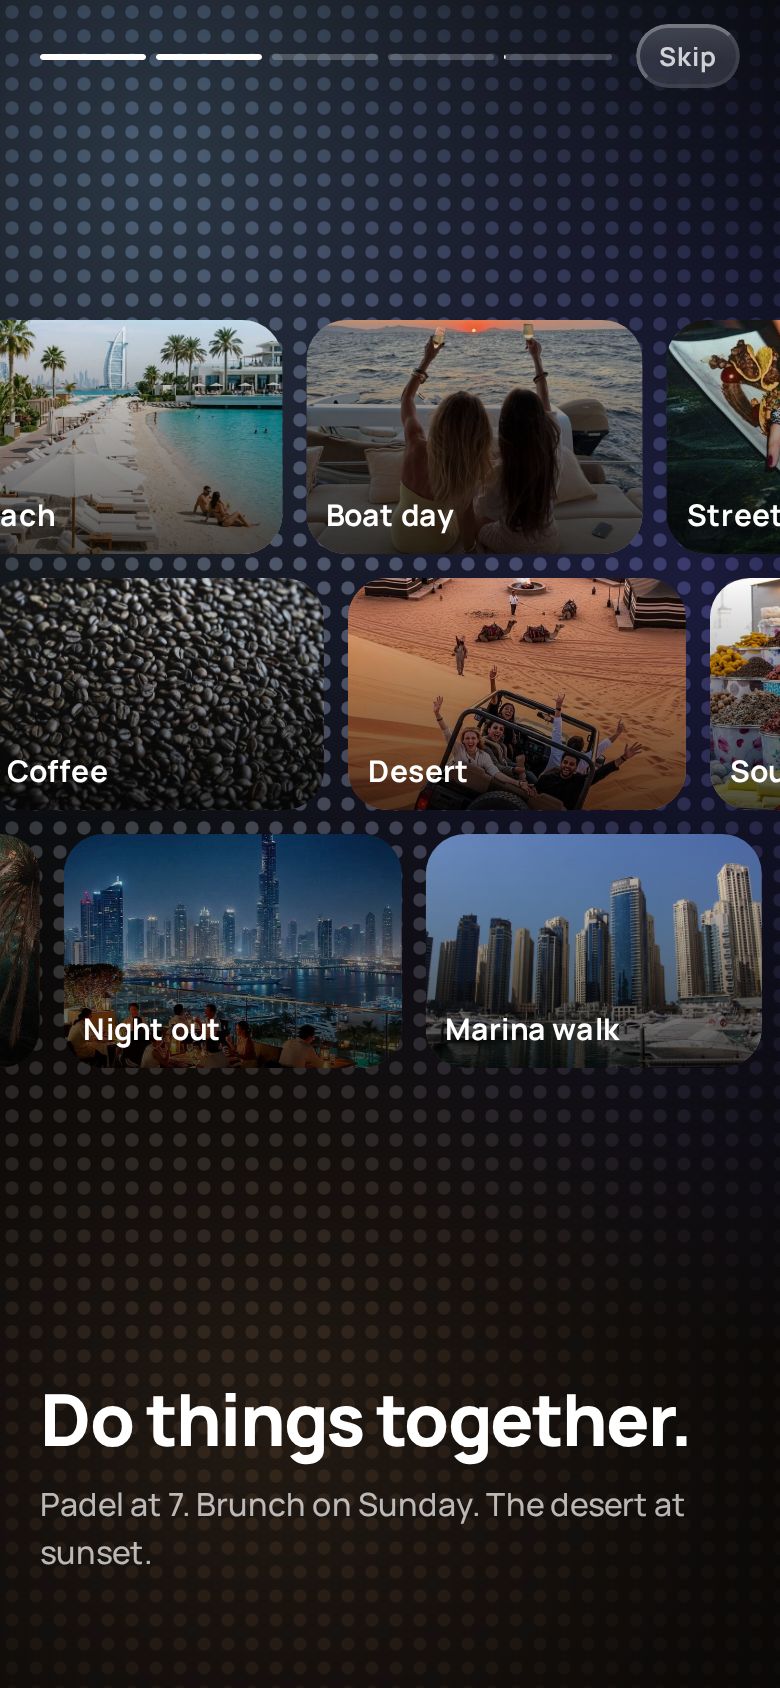 Skip
ach
Boat day
Street
Coffee
Desert
Sou
Night out
Marina walk
Do things together.
Padel at 7. Brunch on Sunday. The desert at
sunset.